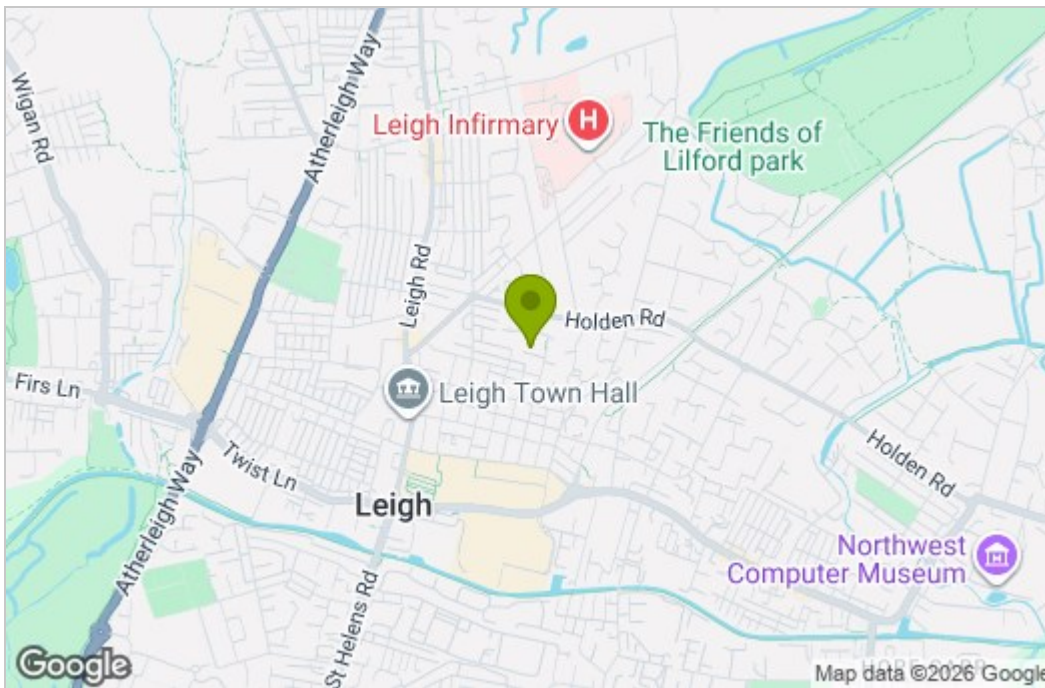 Wigan Rd
Atherleigh Way
Leigh Infirmary
H
The Friends of
Lilford park
Leigh Rd
Holden Rd
Leigh Town Hall
Firs Ln
Twist Ln
Holden Rd
Leigh
Atherleigh Way
Northwest
Computer Museum
St Helens Rd
Google
Map data ©2026 Google